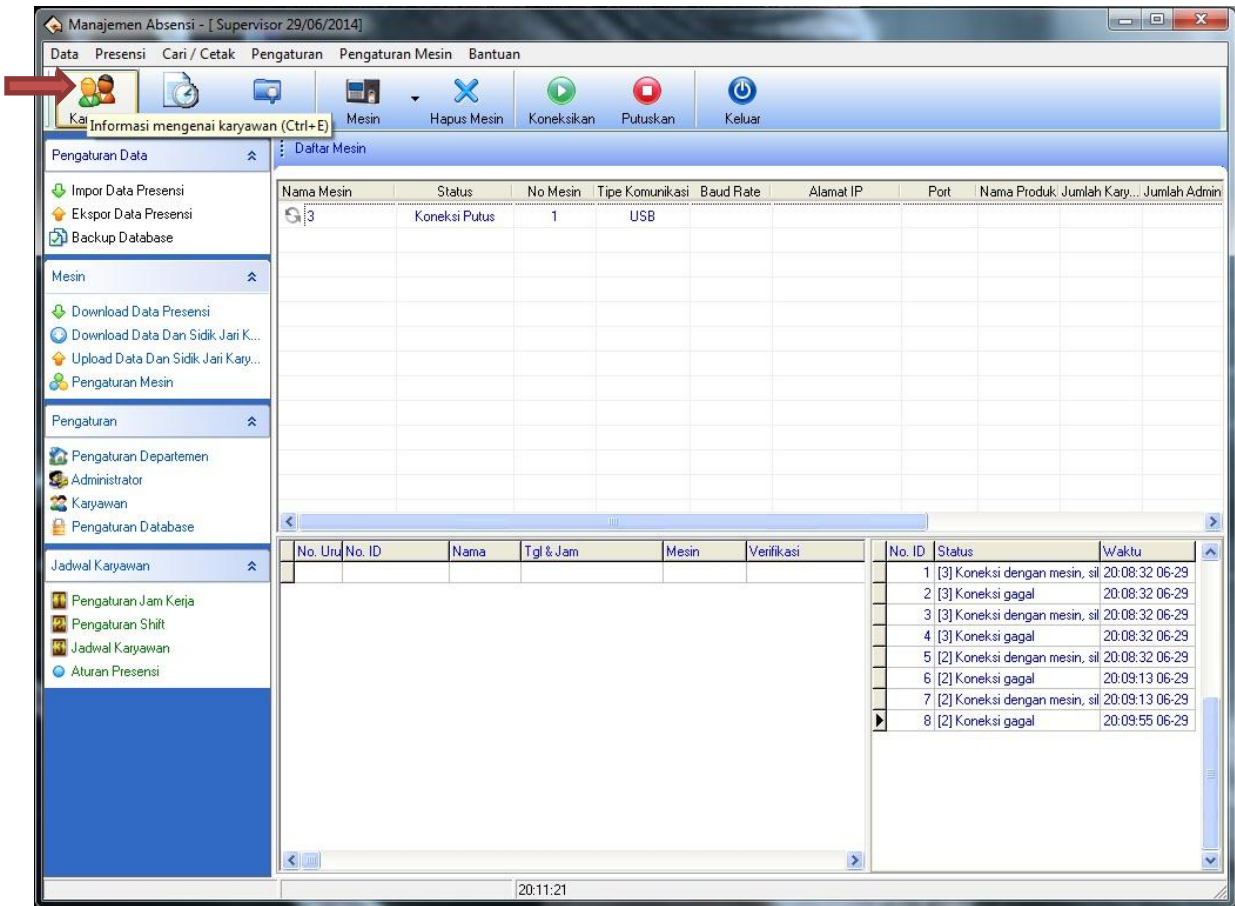 Manajemen Absensi - [ Supervisor 29/06/2014]
Data Presensi Cari / Cetak Pengaturan Pengaturan Mesin Bantuan
Mesin Hapus Mesin Koneksikan Putuskan Keluar
Informasi mengenai karyawan (Ctrl+E)
Pengaturan Data
Impor Data Presensi
Ekspor Data Presensi
Backup Database
Mesin
Download Data Presensi
Download Data Dan Sidik Jari K...
Upload Data Dan Sidik Jari Kary...
Pengaturan Mesin
Pengaturan
Pengaturan Departemen
Administrator
Karyawan
Pengaturan Database
Jadwal Karyawan
1 Pengaturan Jam Kerja
2 Pengaturan Shift
3 Jadwal Karyawan
Aturan Presensi
Daftar Mesin
Nama Mesin Status No Mesin Tipe Komunikasi Baud Rate Alamat IP Port Nama Produk Jumlah Kary... Jumlah Admin
3 Koneksi Putus 1 USB
No. Uru No. ID Nama Tgl & Jam Mesin Verifikasi
No. ID Status Waktu
1 [3] Koneksi dengan mesin, sil 20:08:32 06-29
2 [3] Koneksi gagal 20:08:32 06-29
3 [3] Koneksi dengan mesin, sil 20:08:32 06-29
4 [3] Koneksi gagal 20:08:32 06-29
5 [2] Koneksi dengan mesin, sil 20:08:32 06-29
6 [2] Koneksi gagal 20:09:13 06-29
7 [2] Koneksi dengan mesin, sil 20:09:13 06-29
8 [2] Koneksi gagal 20:09:55 06-29
20:11:21